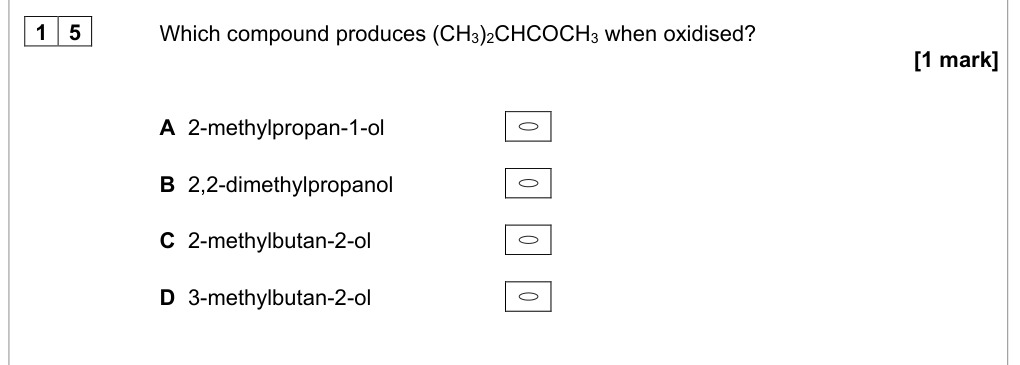 1 5 Which compound produces (CH₃)₂CHCOCH₃ when oxidised?
[1 mark]
A 2-methylpropan-1-ol
B 2,2-dimethylpropanol
C 2-methylbutan-2-ol
D 3-methylbutan-2-ol